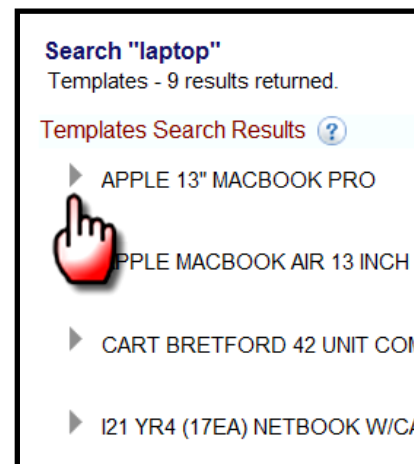 Search "laptop"
Templates - 9 results returned.
Templates Search Results ?
APPLE 13" MACBOOK PRO
PPLE MACBOOK AIR 13 INCH
CART BRETFORD 42 UNIT COM
I21 YR4 (17EA) NETBOOK W/CA